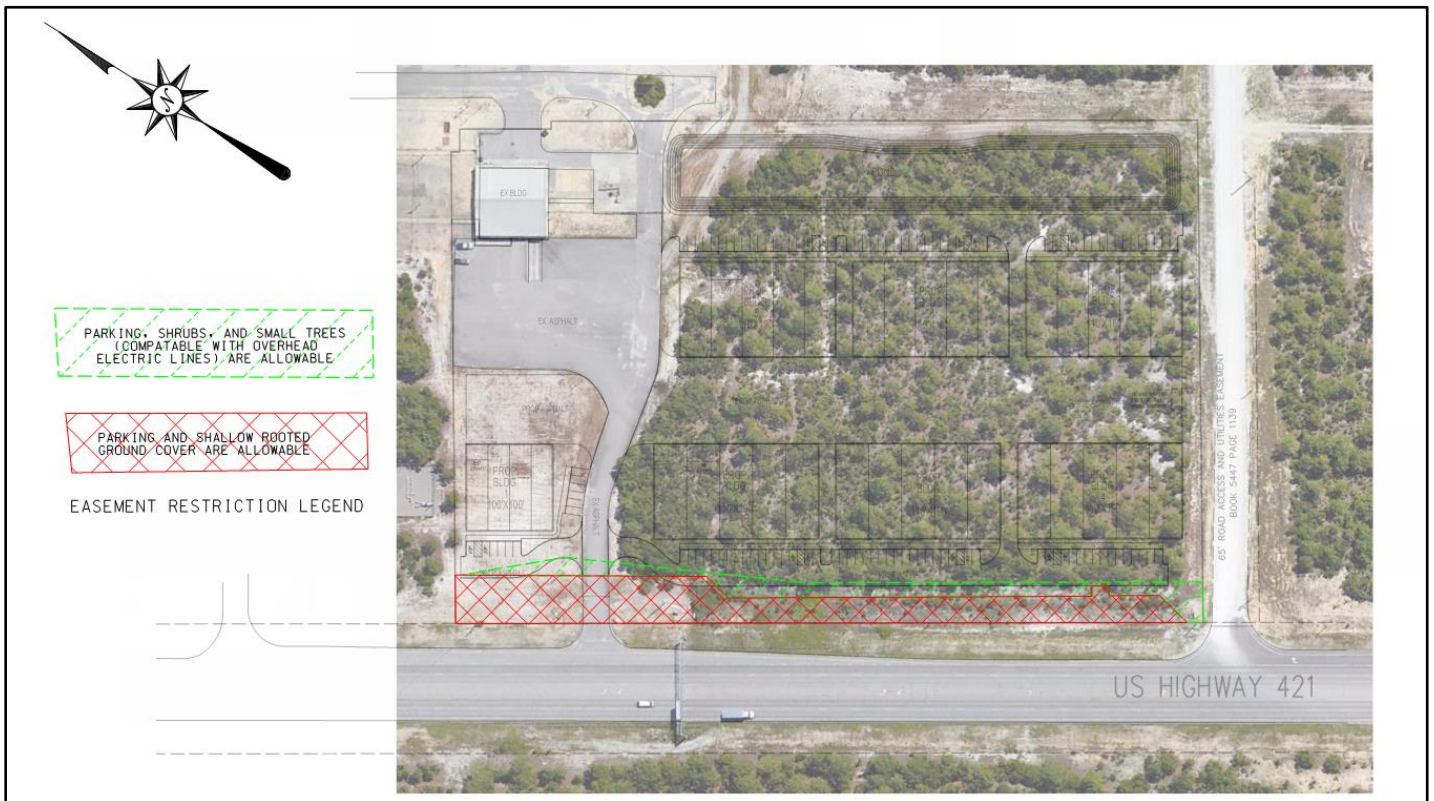 N
EX BLDG
EX ASPHALT
PARKING, SHRUBS, AND SMALL TREES
(COMPATABLE WITH OVERHEAD
ELECTRIC LINES) ARE ALLOWABLE
PARKING AND SHALLOW ROOTED
GROUND COVER ARE ALLOWABLE
EASEMENT RESTRICTION LEGEND
PROP
BLDG
100'X100'
EX ASPHALT
65' ROAD ACCESS AND UTILITIES EASEMENT
BOOK 5447 PAGE 1139
US HIGHWAY 421